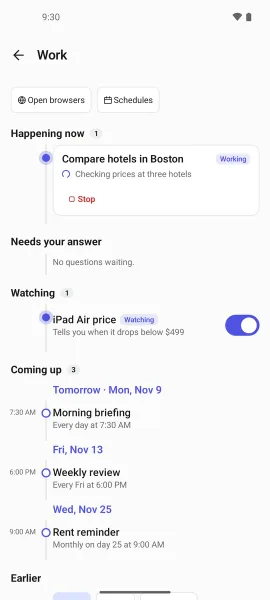 9:30
Work
Open browsers
Schedules
Happening now 1
Compare hotels in Boston Working
Checking prices at three hotels
Stop
Needs your answer
No questions waiting.
Watching 1
iPad Air price Watching
Tells you when it drops below $499
Coming up 3
Tomorrow · Mon, Nov 9
7:30 AM Morning briefing
Every day at 7:30 AM
Fri, Nov 13
6:00 PM Weekly review
Every Fri at 6:00 PM
Wed, Nov 25
9:00 AM Rent reminder
Monthly on day 25 at 9:00 AM
Earlier